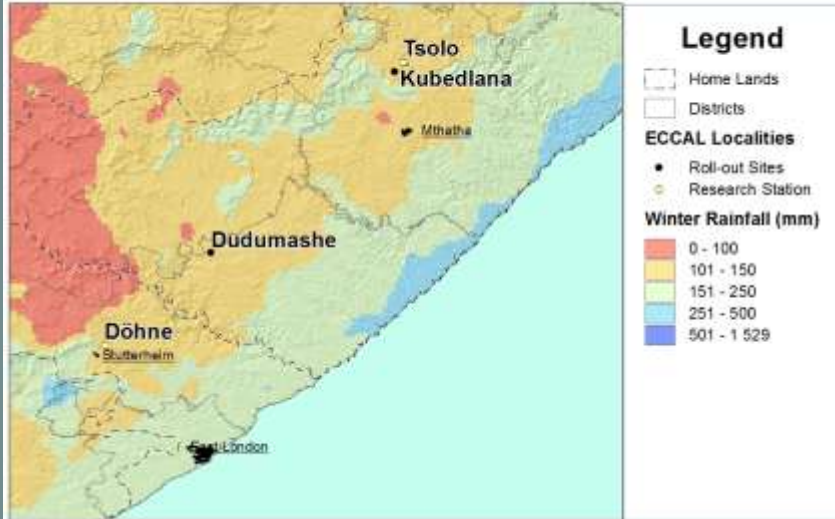 Tsolo
Kubedlana
Mthatha
Dudumashe
Döhne
Stutterheim
East London
Legend
Home Lands
Districts
ECCAL Localities
Roll-out Sites
Research Station
Winter Rainfall (mm)
0 - 100
101 - 150
151 - 250
251 - 500
501 - 1 529